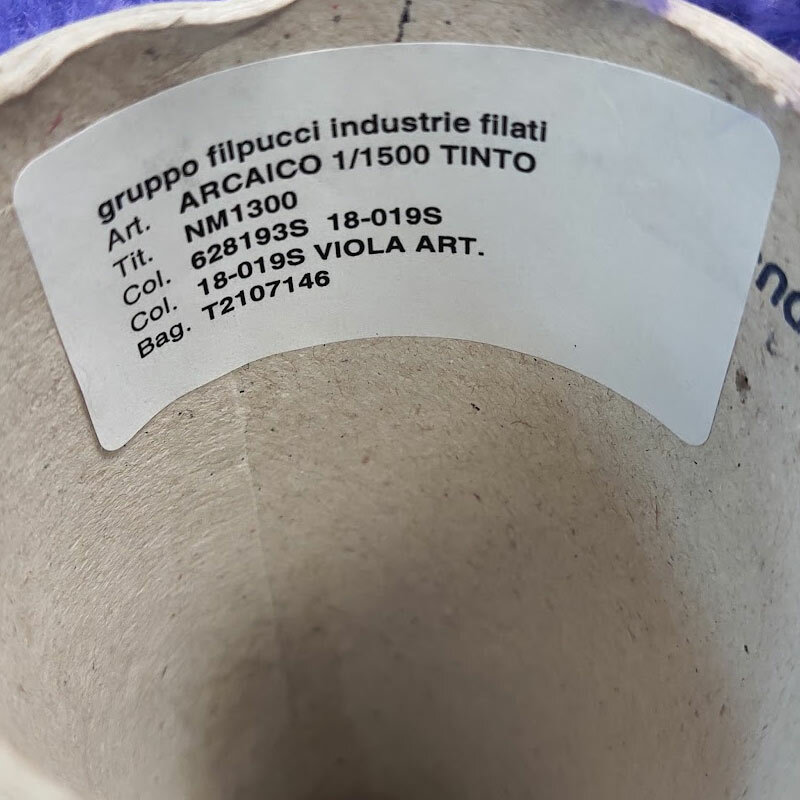 gruppo filpucci industrie filati
Art. ARCAICO 1/1500 TINTO
Tit. NM1300
Col. 628193S 18-019S
Col. 18-019S VIOLA ART.
Bag. T2107146